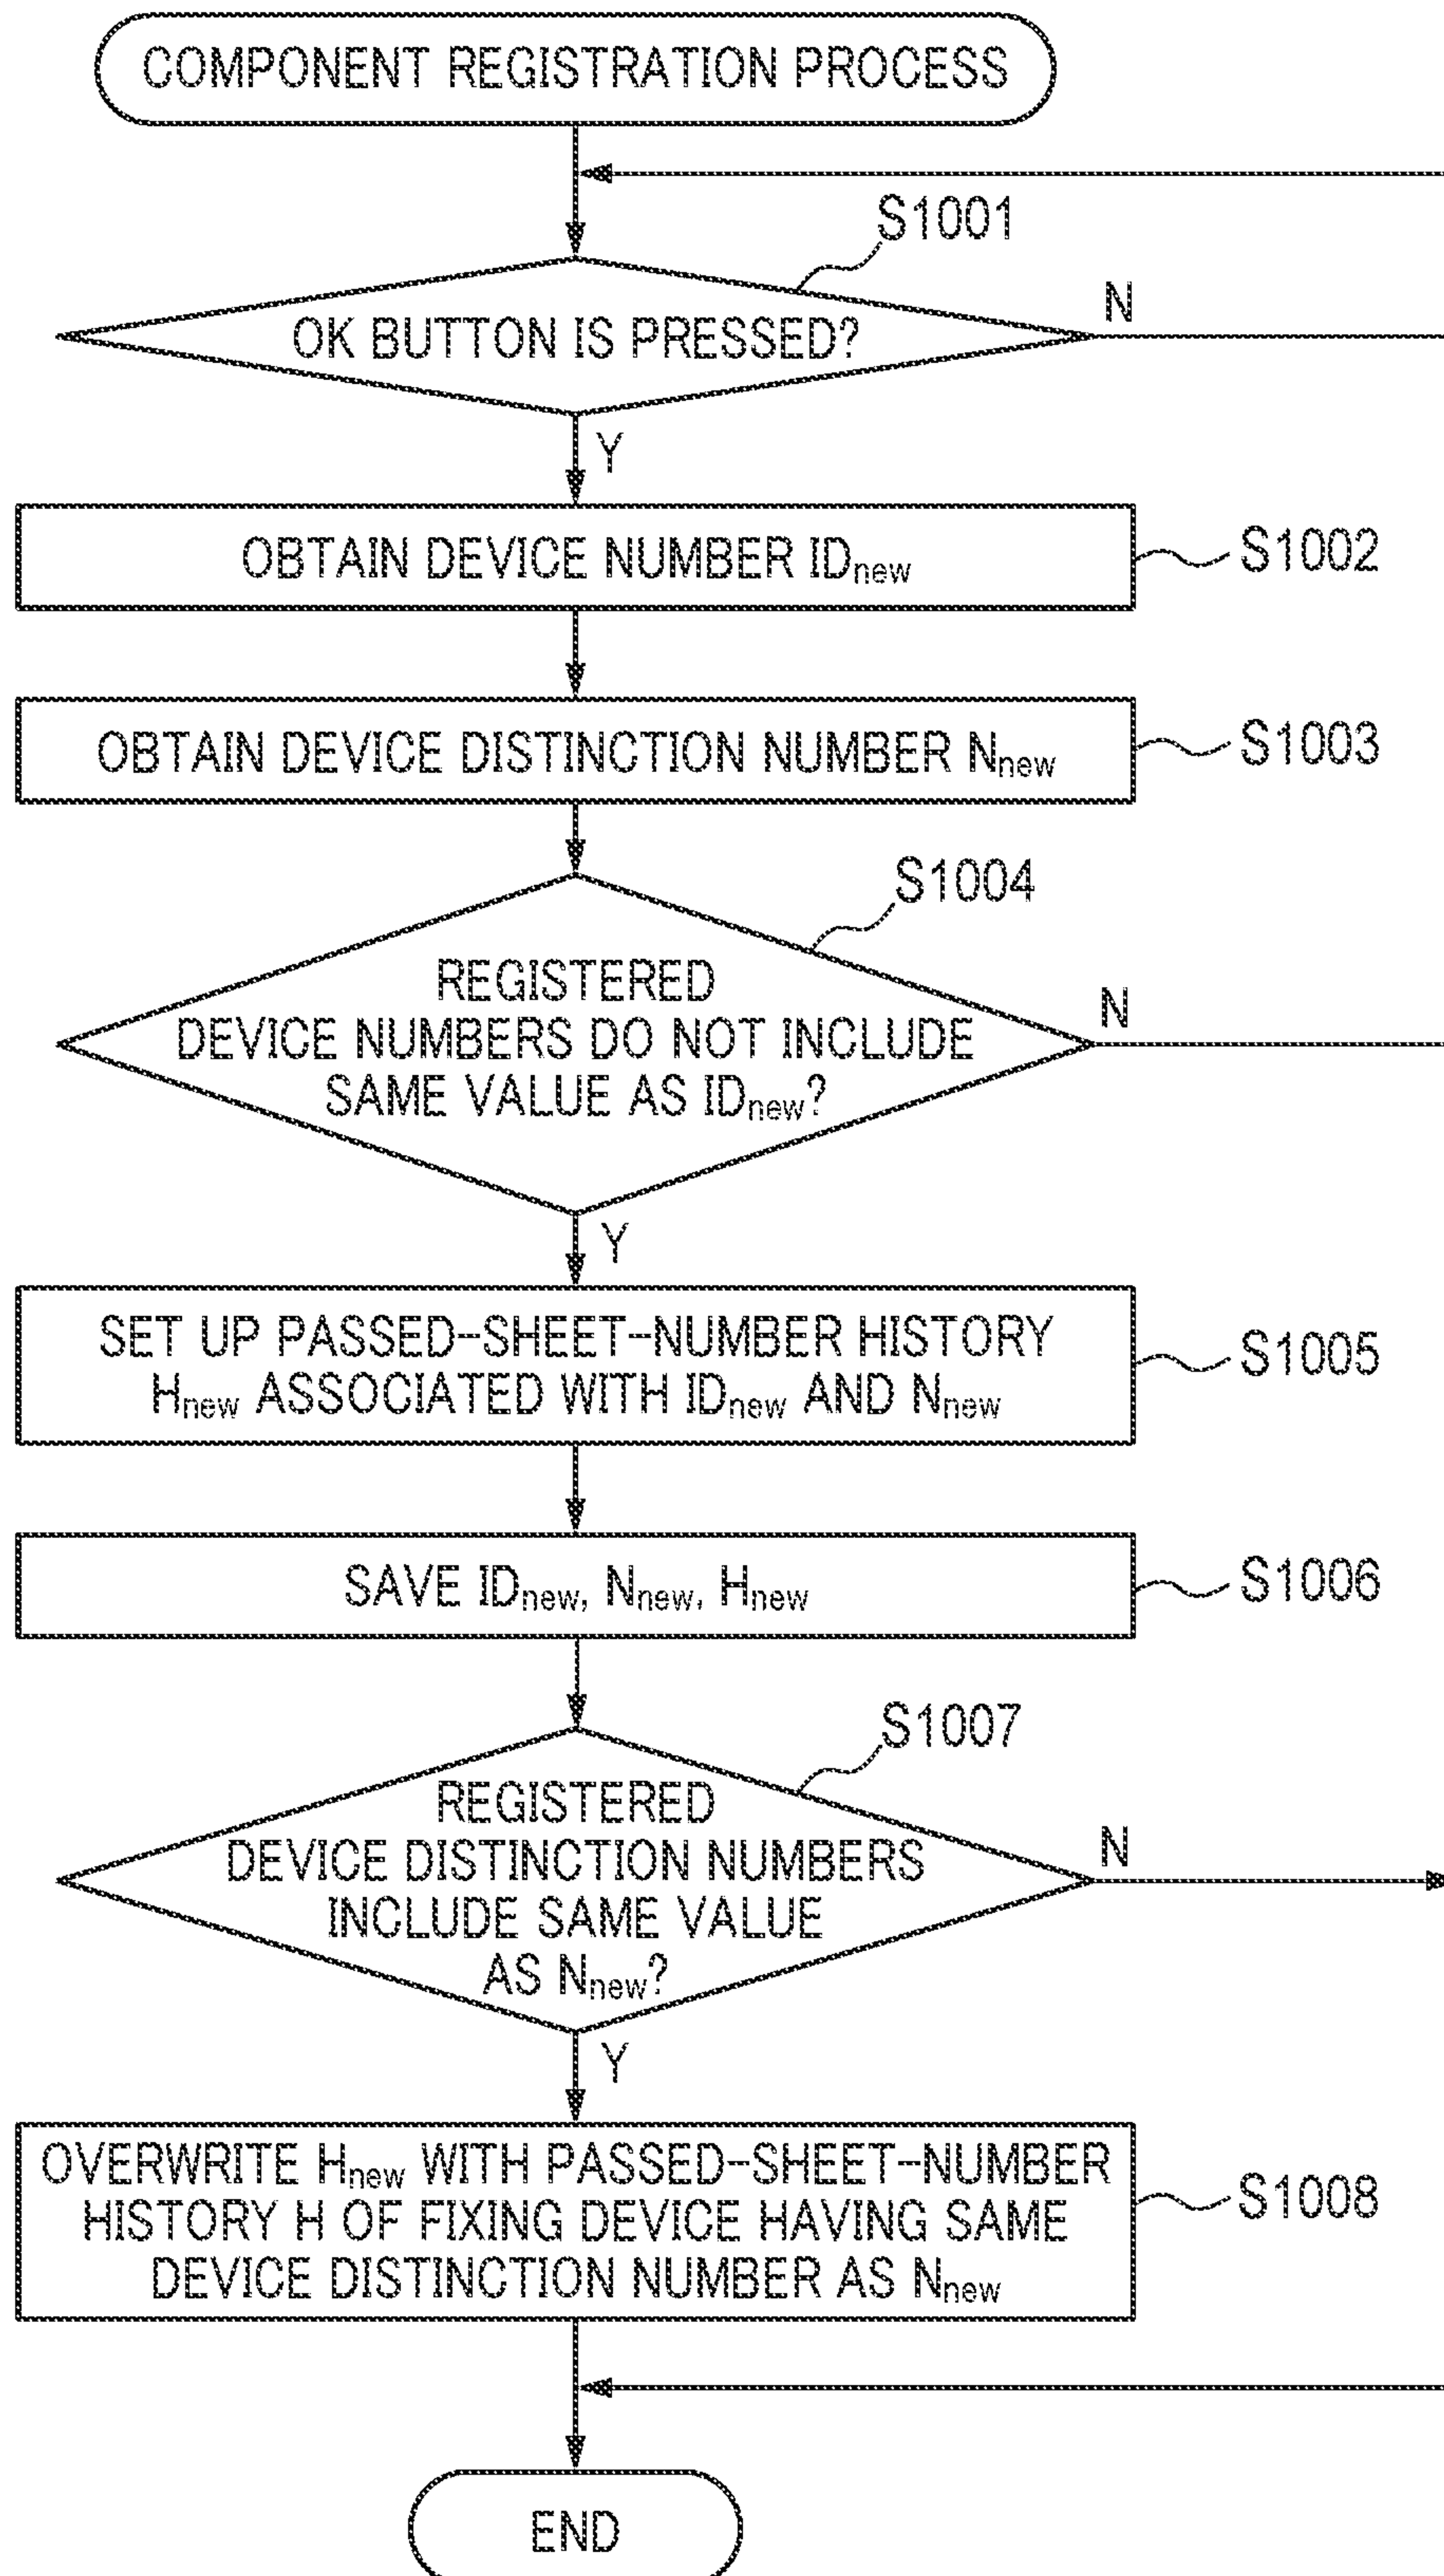 COMPONENT REGISTRATION PROCESS
S1001
OK BUTTON IS PRESSED?
N
Y
OBTAIN DEVICE NUMBER IDnew
S1002
OBTAIN DEVICE DISTINCTION NUMBER Nnew
S1003
S1004
REGISTERED
DEVICE NUMBERS DO NOT INCLUDE
SAME VALUE AS IDnew?
N
Y
SET UP PASSED-SHEET-NUMBER HISTORY
Hnew ASSOCIATED WITH IDnew AND Nnew
S1005
SAVE IDnew, Nnew, Hnew
S1006
S1007
REGISTERED
DEVICE DISTINCTION NUMBERS
INCLUDE SAME VALUE
AS Nnew?
N
Y
OVERWRITE Hnew WITH PASSED-SHEET-NUMBER
HISTORY H OF FIXING DEVICE HAVING SAME
DEVICE DISTINCTION NUMBER AS Nnew
S1008
END